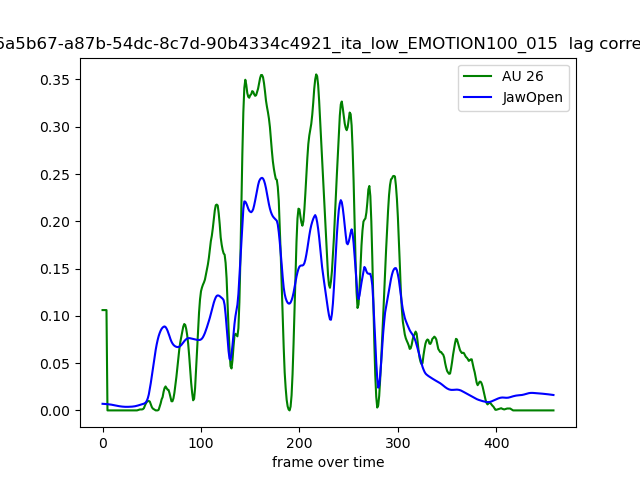 6a5b67-a87b-54dc-8c7d-90b4334c4921_ita_low_EMOTION100_015 lag corre
AU 26
JawOpen
0.35
0.30
0.25
0.20
0.15
0.10
0.05
0.00
0 100 200 300 400
frame over time